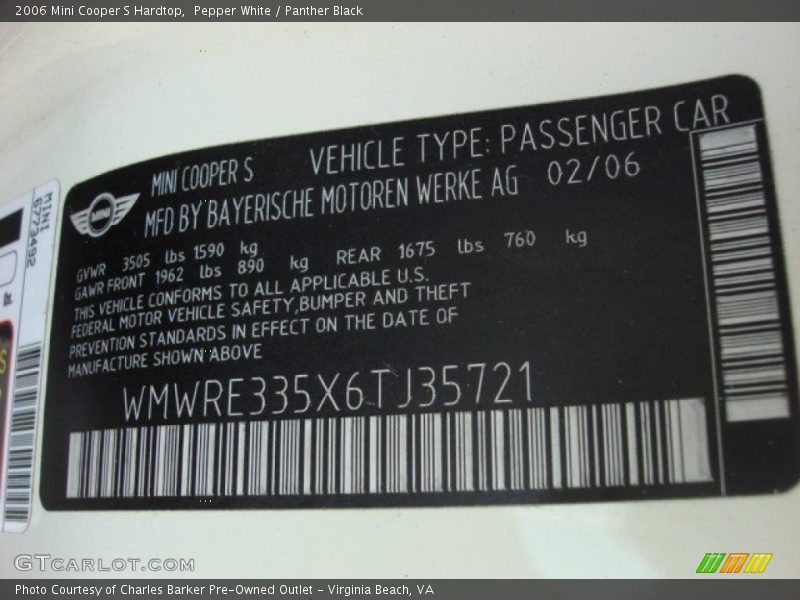 2006 Mini Cooper S Hardtop,  Pepper White / Panther Black
MINI COOPER S VEHICLE TYPE: PASSENGER CAR
MINI
MFD BY BAYERISCHE MOTOREN WERKE AG 02/06
GVWR 3505 lbs 1590 kg
GAWR FRONT 1962 lbs 890 kg REAR 1675 lbs 760 kg
THIS VEHICLE CONFORMS TO ALL APPLICABLE U.S.
FEDERAL MOTOR VEHICLE SAFETY,BUMPER AND THEFT
PREVENTION STANDARDS IN EFFECT ON THE DATE OF
MANUFACTURE SHOWN ABOVE
WMWRE335X6TJ35721
MINI
6773492
GTCARLOT.COM
Photo Courtesy of Charles Barker Pre-Owned Outlet - Virginia Beach, VA